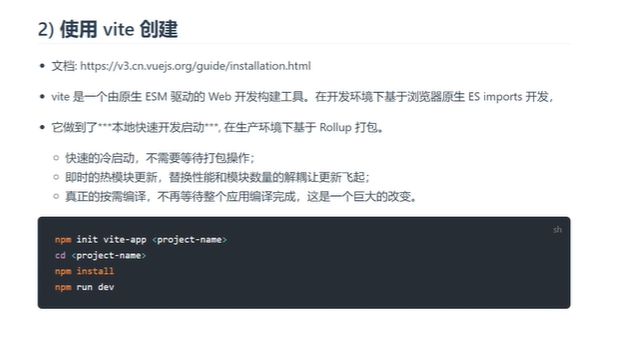 2) 使用 vite 创建
文档: https://v3.cn.vuejs.org/guide/installation.html
vite 是一个由原生 ESM 驱动的 Web 开发构建工具。在开发环境下基于浏览器原生 ES imports 开发，
它做到了***本地快速开发启动***, 在生产环境下基于 Rollup 打包。
快速的冷启动，不需要等待打包操作；
即时的热模块更新，替换性能和模块数量的解耦让更新飞起；
真正的按需编译，不再等待整个应用编译完成，这是一个巨大的改变。
sh
npm init vite-app <project-name>
cd <project-name>
npm install
npm run dev